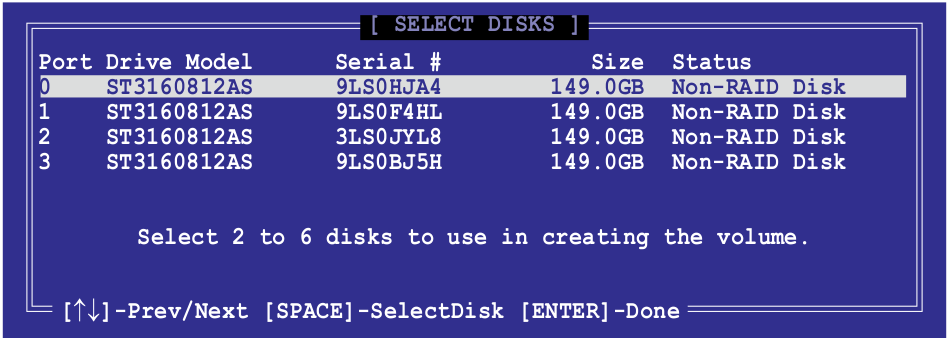 [ SELECT DISKS ]
Port Drive Model Serial # Size Status
0 ST3160812AS 9LS0HJA4 149.0GB Non-RAID Disk
1 ST3160812AS 9LS0F4HL 149.0GB Non-RAID Disk
2 ST3160812AS 3LS0JYL8 149.0GB Non-RAID Disk
3 ST3160812AS 9LS0BJ5H 149.0GB Non-RAID Disk
Select 2 to 6 disks to use in creating the volume.
[↑↓]-Prev/Next [SPACE]-SelectDisk [ENTER]-Done